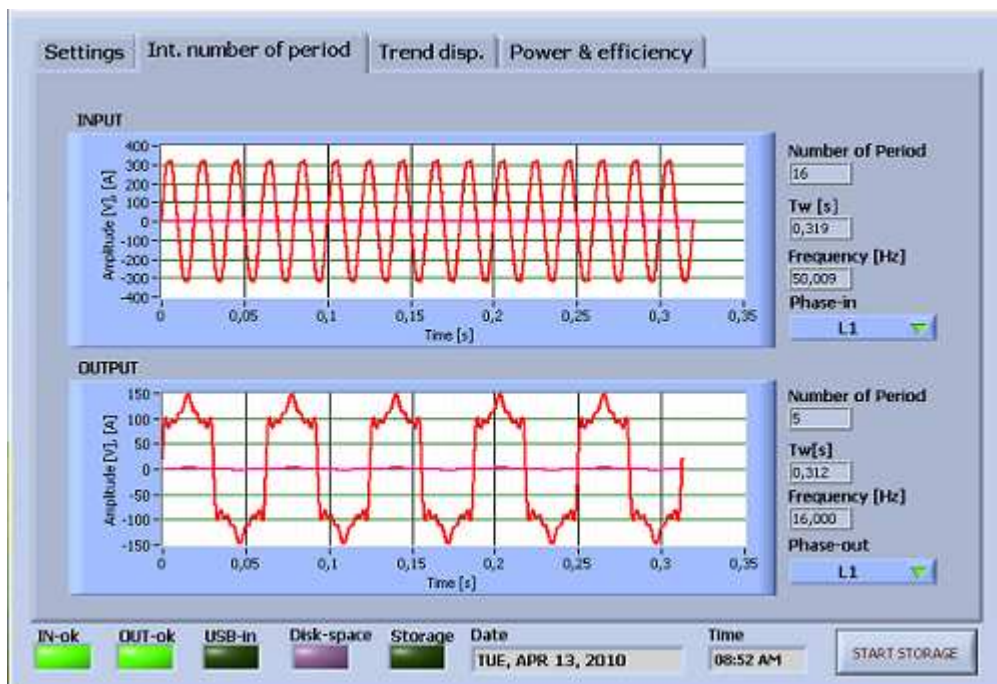 Settings
Int. number of period
Trend disp.
Power & efficiency
INPUT
Amplitude [V], [A]
400
300
200
100
0
-100
-200
-300
-400
0 0,05 0,1 0,15 0,2 0,25 0,3 0,35
Time [s]
Number of Period
16
Tw [s]
0,319
Frequency [Hz]
50,009
Phase-in
L1
OUTPUT
Amplitude [V], [A]
150
100
50
0
-50
-100
-150
0 0,05 0,1 0,15 0,2 0,25 0,3 0,35
Time [s]
Number of Period
5
Tw[s]
0,312
Frequency [Hz]
16,000
Phase-out
L1
IN-ok
OUT-ok
USB-in
Disk-space
Storage
Date
TUE, APR 13, 2010
Time
08:52 AM
START STORAGE